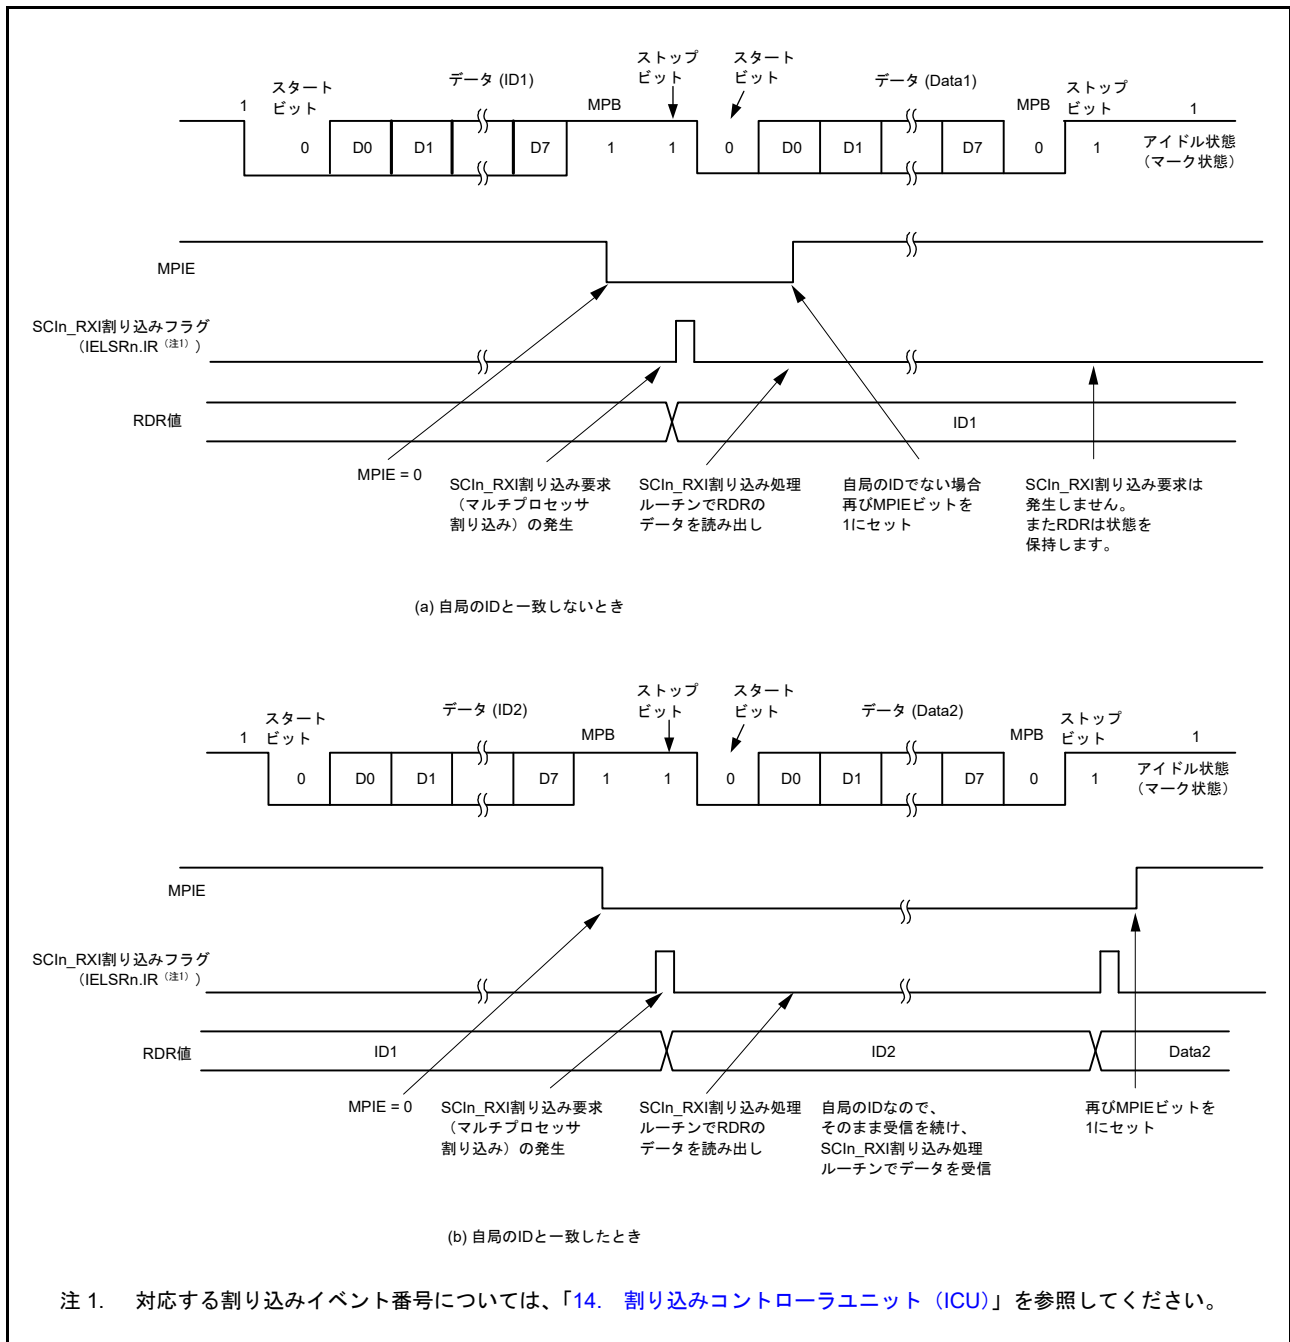 スタート
ビット
データ (ID1)
ストップ
ビット
スタート
ビット
データ (Data1)
ストップ
ビット
1
MPB
MPB
1
0
D0
D1
D7
1
1
0
D0
D1
D7
0
1
アイドル状態
(マーク状態)
MPIE
SCIn_RXI割り込みフラグ
(IELSRn.IR (注1) )
RDR値
ID1
MPIE = 0
SCIn_RXI割り込み要求
(マルチプロセッサ
割り込み) の発生
SCIn_RXI割り込み処理
ルーチンでRDRの
データを読み出し
自局のIDでない場合
再びMPIEビットを
1にセット
SCIn_RXI割り込み要求は
発生しません。
またRDRは状態を
保持します。
(a) 自局のIDと一致しないとき
スタート
ビット
データ (ID2)
ストップ
ビット
スタート
ビット
データ (Data2)
ストップ
ビット
1
MPB
MPB
1
0
D0
D1
D7
1
1
0
D0
D1
D7
0
1
アイドル状態
(マーク状態)
MPIE
SCIn_RXI割り込みフラグ
(IELSRn.IR (注1) )
RDR値
ID1
ID2
Data2
MPIE = 0
SCIn_RXI割り込み要求
(マルチプロセッサ
割り込み) の発生
SCIn_RXI割り込み処理
ルーチンでRDRの
データを読み出し
自局のIDなので、
そのまま受信を続け、
SCIn_RXI割り込み処理
ルーチンでデータを受信
再びMPIEビットを
1にセット
(b) 自局のIDと一致したとき
注 1. 対応する割り込みイベント番号については、「14. 割り込みコントローラユニット (ICU)」を参照してください。